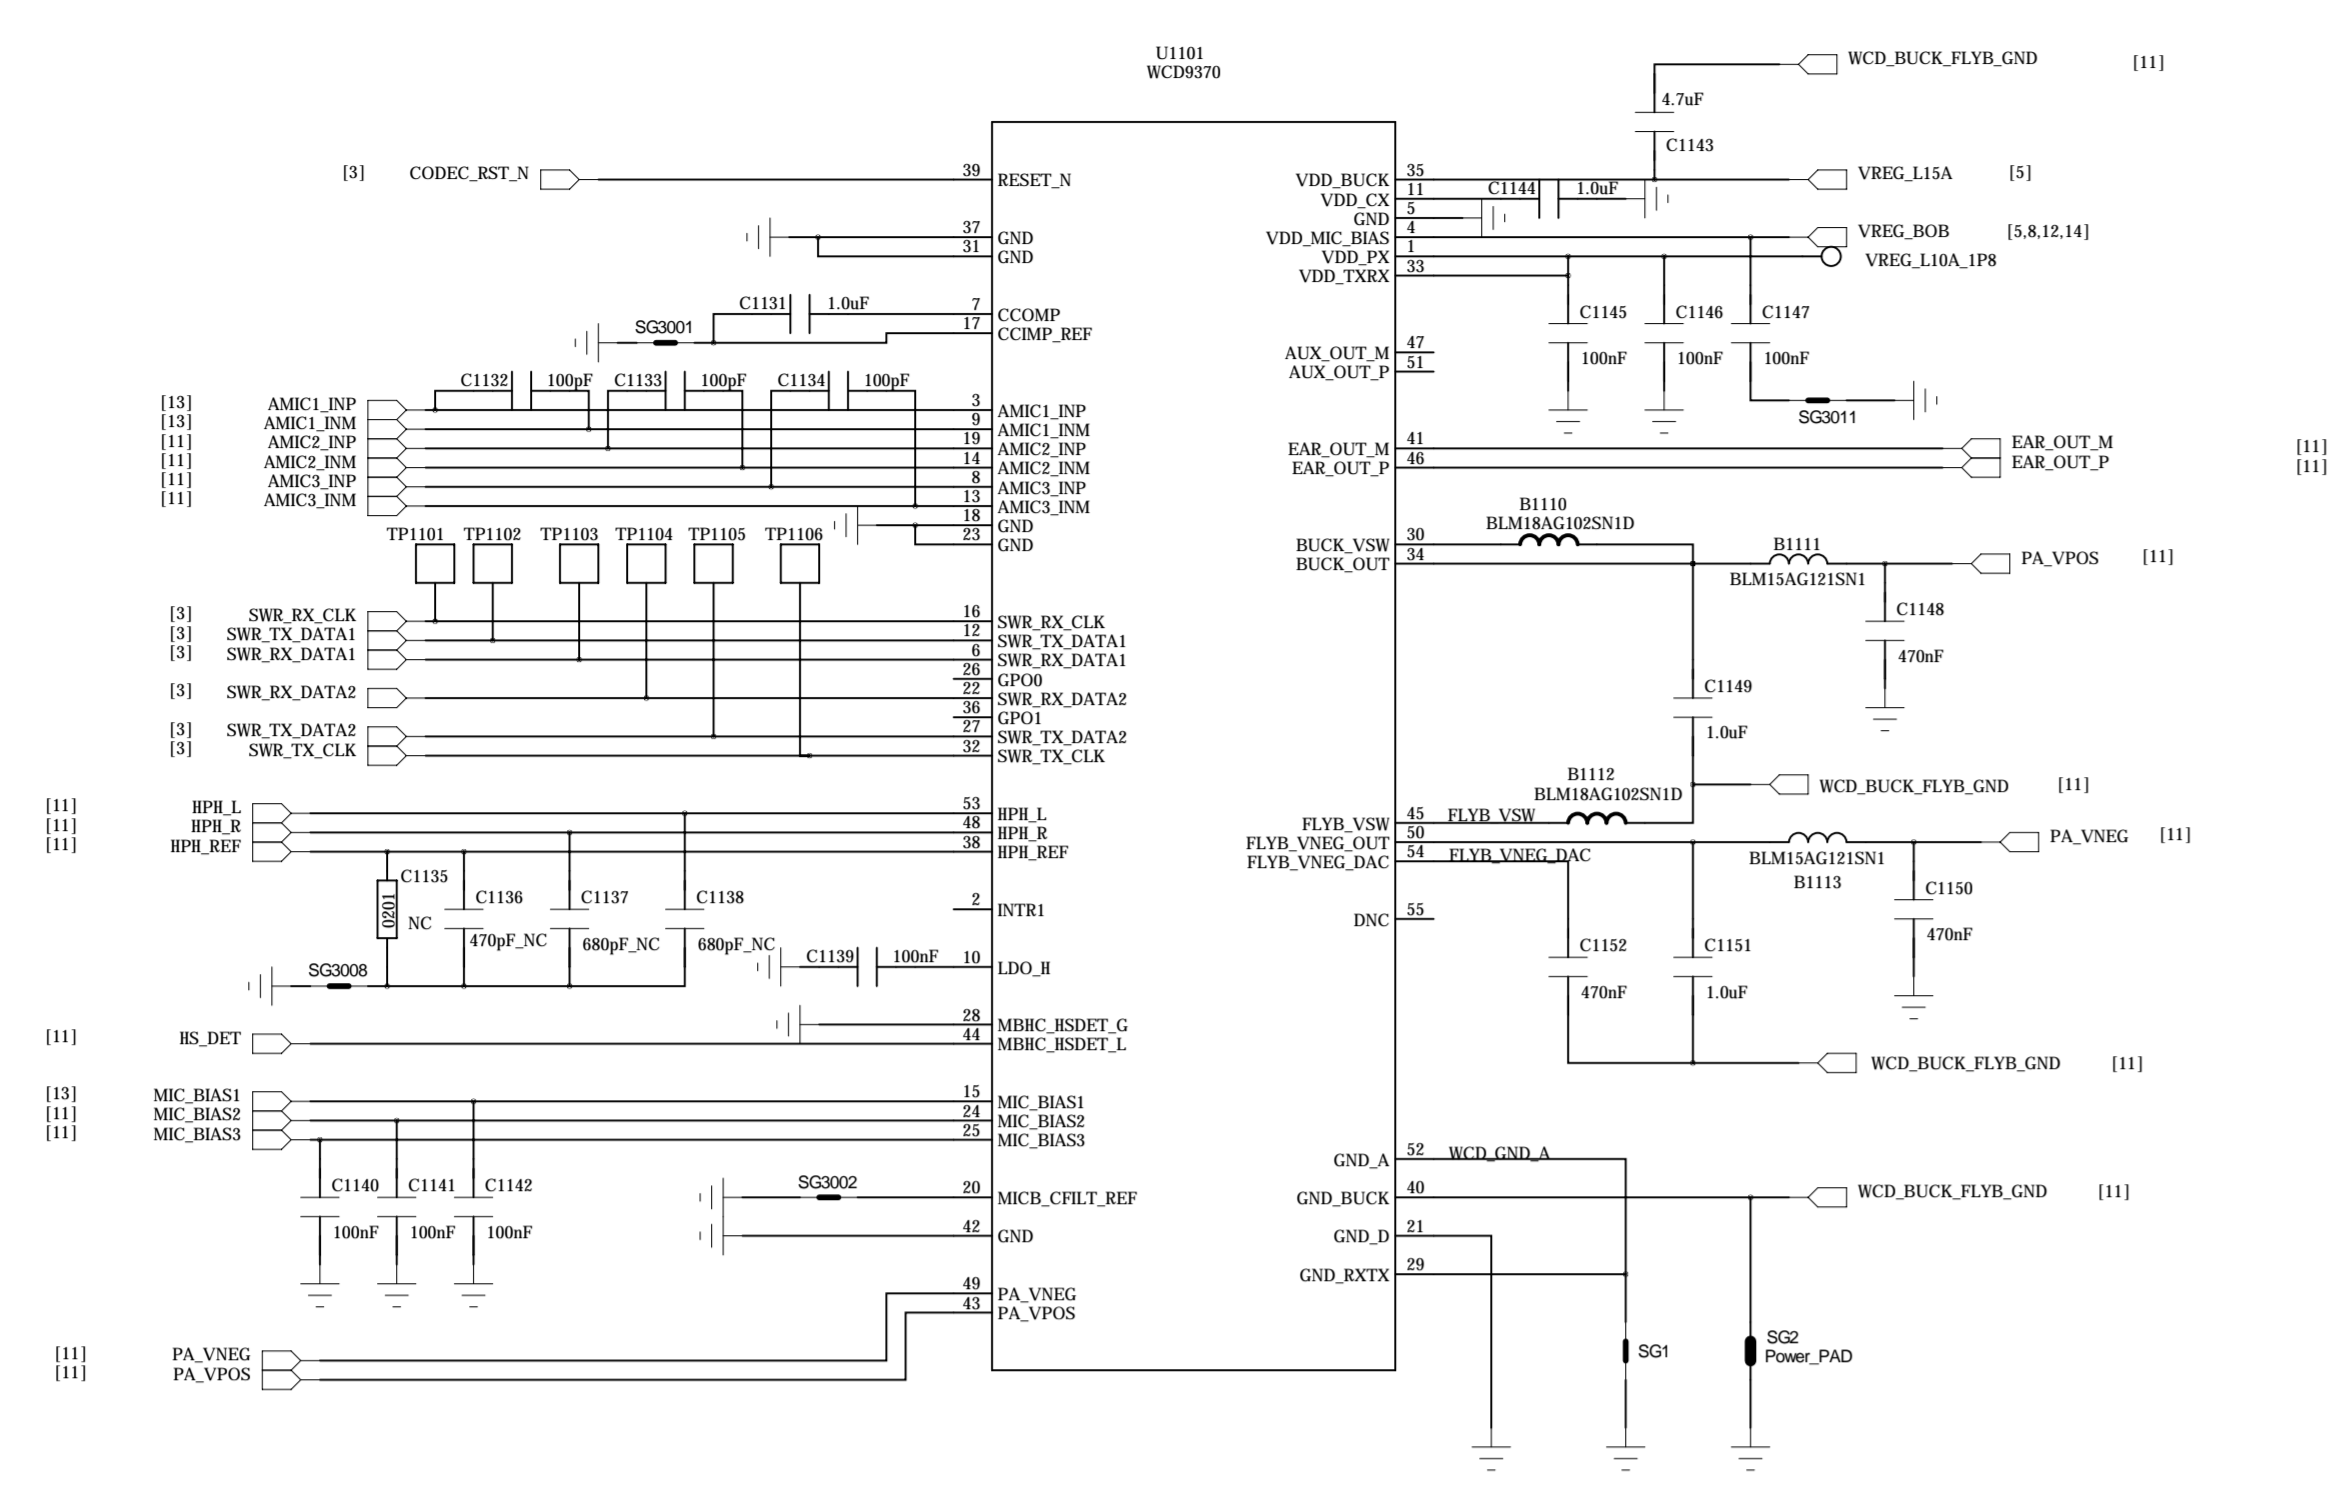 U1101
WCD9370
WCD_BUCK_FLYB_GND [11]
4.7uF
C1143
[3] CODEC_RST_N 39 RESET_N
VDD_BUCK 35 VREG_L15A [5]
VDD_CX 11 C1144 1.0uF
GND 5
VDD_MIC_BIAS 4 VREG_BOB [5,8,12,14]
VDD_PX 1 VREG_L10A_1P8
VDD_TXRX 33
37 GND
31 GND
C1131 1.0uF 7 CCOMP
SG3001 17 CCIMP_REF
C1145 C1146 C1147
100nF 100nF 100nF
AUX_OUT_M 47
AUX_OUT_P 51
SG3011
C1132 100pF C1133 100pF C1134 100pF
[13] AMIC1_INP 3 AMIC1_INP
[13] AMIC1_INM 9 AMIC1_INM
[11] AMIC2_INP 19 AMIC2_INP
[11] AMIC2_INM 14 AMIC2_INM
[11] AMIC3_INP 8 AMIC3_INP
[11] AMIC3_INM 13 AMIC3_INM
18 GND
23 GND
EAR_OUT_M 41 EAR_OUT_M [11]
EAR_OUT_P 46 EAR_OUT_P [11]
TP1101 TP1102 TP1103 TP1104 TP1105 TP1106
B1110
BLM18AG102SN1D
BUCK_VSW 30
BUCK_OUT 34
B1111
BLM15AG121SN1
PA_VPOS [11]
C1148
470nF
[3] SWR_RX_CLK 16 SWR_RX_CLK
[3] SWR_TX_DATA1 12 SWR_TX_DATA1
[3] SWR_RX_DATA1 6 SWR_RX_DATA1
26 GPO0
[3] SWR_RX_DATA2 22 SWR_RX_DATA2
36 GPO1
[3] SWR_TX_DATA2 27 SWR_TX_DATA2
[3] SWR_TX_CLK 32 SWR_TX_CLK
C1149
1.0uF
WCD_BUCK_FLYB_GND [11]
B1112
BLM18AG102SN1D
[11] HPH_L 53 HPH_L
[11] HPH_R 48 HPH_R
[11] HPH_REF 38 HPH_REF
FLYB_VSW 45 FLYB_VSW
FLYB_VNEG_OUT 50 PA_VNEG [11]
FLYB_VNEG_DAC 54 FLYB_VNEG_DAC
BLM15AG121SN1
B1113
C1150
470nF
C1135 0201 NC
C1136 C1137 C1138
470pF_NC 680pF_NC 680pF_NC
2 INTR1
DNC 55
C1139 100nF 10 LDO_H
SG3008
C1152 C1151
470nF 1.0uF
28 MBHC_HSDET_G
[11] HS_DET 44 MBHC_HSDET_L
WCD_BUCK_FLYB_GND [11]
[13] MIC_BIAS1 15 MIC_BIAS1
[11] MIC_BIAS2 24 MIC_BIAS2
[11] MIC_BIAS3 25 MIC_BIAS3
C1140 C1141 C1142
100nF 100nF 100nF
SG3002 20 MICB_CFILT_REF
42 GND
GND_A 52 WCD_GND_A
GND_BUCK 40 WCD_BUCK_FLYB_GND [11]
GND_D 21
GND_RXTX 29
49 PA_VNEG
43 PA_VPOS
[11] PA_VNEG
[11] PA_VPOS
SG1
SG2
Power_PAD